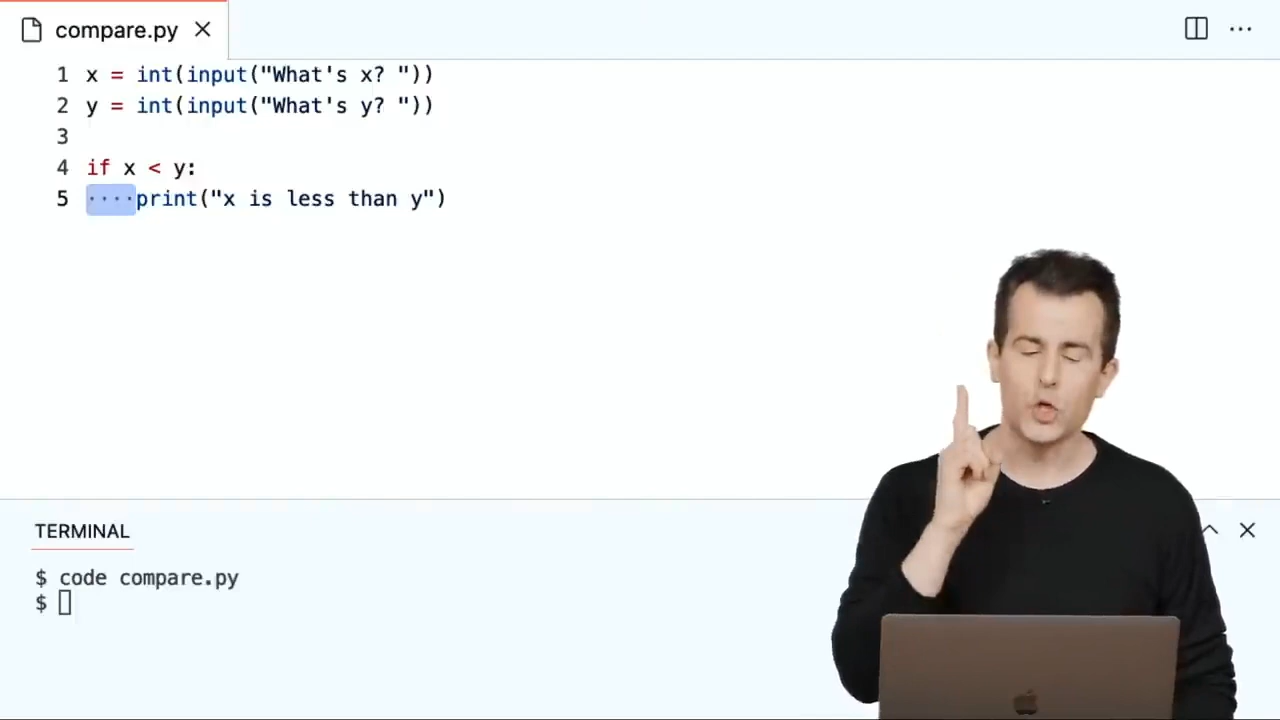 compare.py
1 x = int(input("What's x? "))
2 y = int(input("What's y? "))
3
4 if x < y:
5 ····print("x is less than y")
TERMINAL
$ code compare.py
$